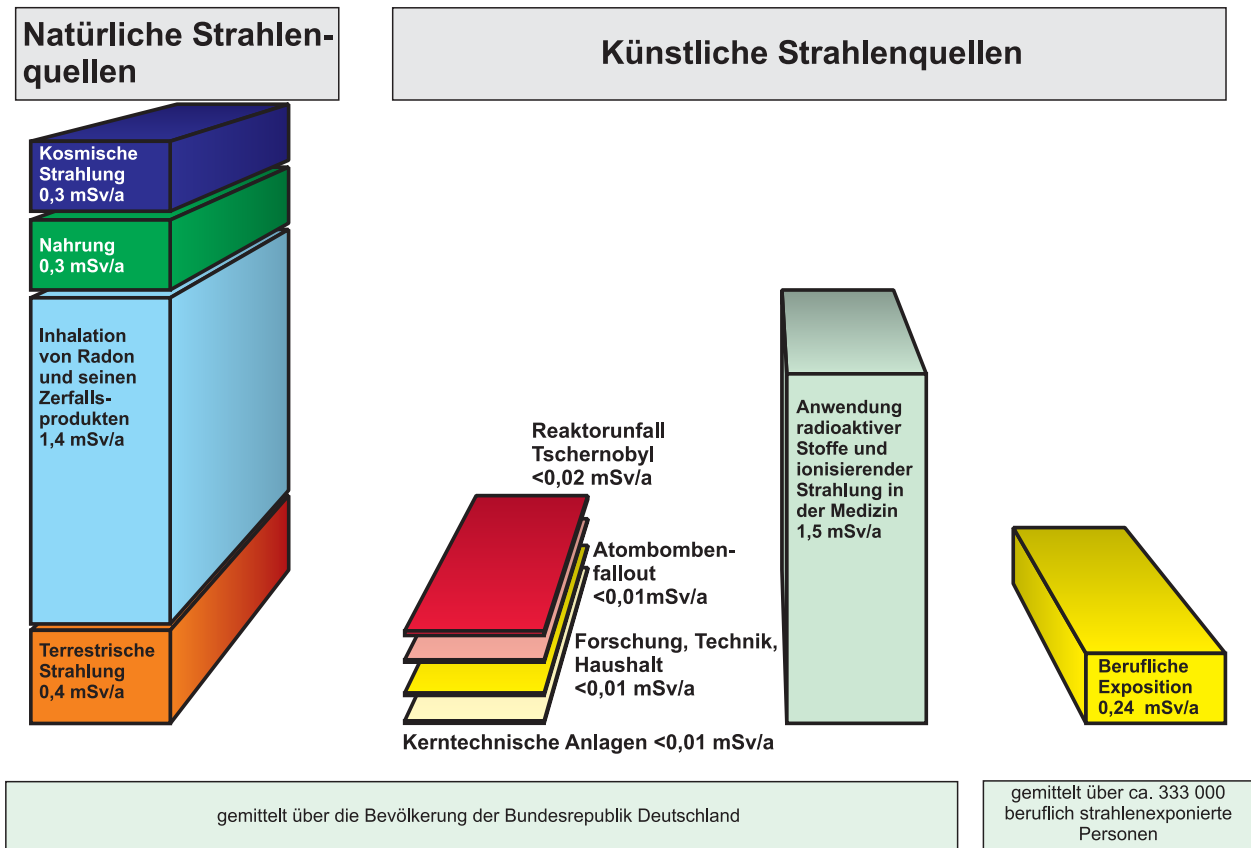 Natürliche Strahlen-
quellen
Künstliche Strahlenquellen
Kosmische
Strahlung
0,3 mSv/a
Nahrung
0,3 mSv/a
Inhalation
von Radon
und seinen
Zerfalls-
produkten
1,4 mSv/a
Terrestrische
Strahlung
0,4 mSv/a
Reaktorunfall
Tschernobyl
<0,02 mSv/a
Atombomben-
fallout
<0,01mSv/a
Forschung, Technik,
Haushalt
<0,01 mSv/a
Kerntechnische Anlagen <0,01 mSv/a
Anwendung
radioaktiver
Stoffe und
ionisierender
Strahlung in
der Medizin
1,5 mSv/a
Berufliche
Exposition
0,24 mSv/a
gemittelt über die Bevölkerung der Bundesrepublik Deutschland
gemittelt über ca. 333 000
beruflich strahlenexponierte
Personen